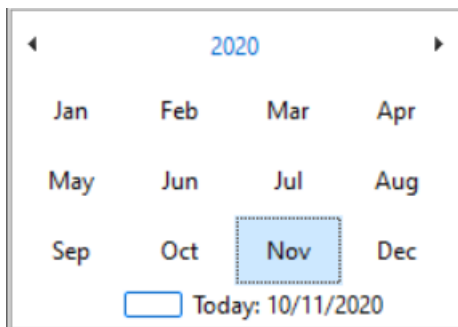 2020
Jan Feb Mar Apr
May Jun Jul Aug
Sep Oct Nov Dec
Today: 10/11/2020